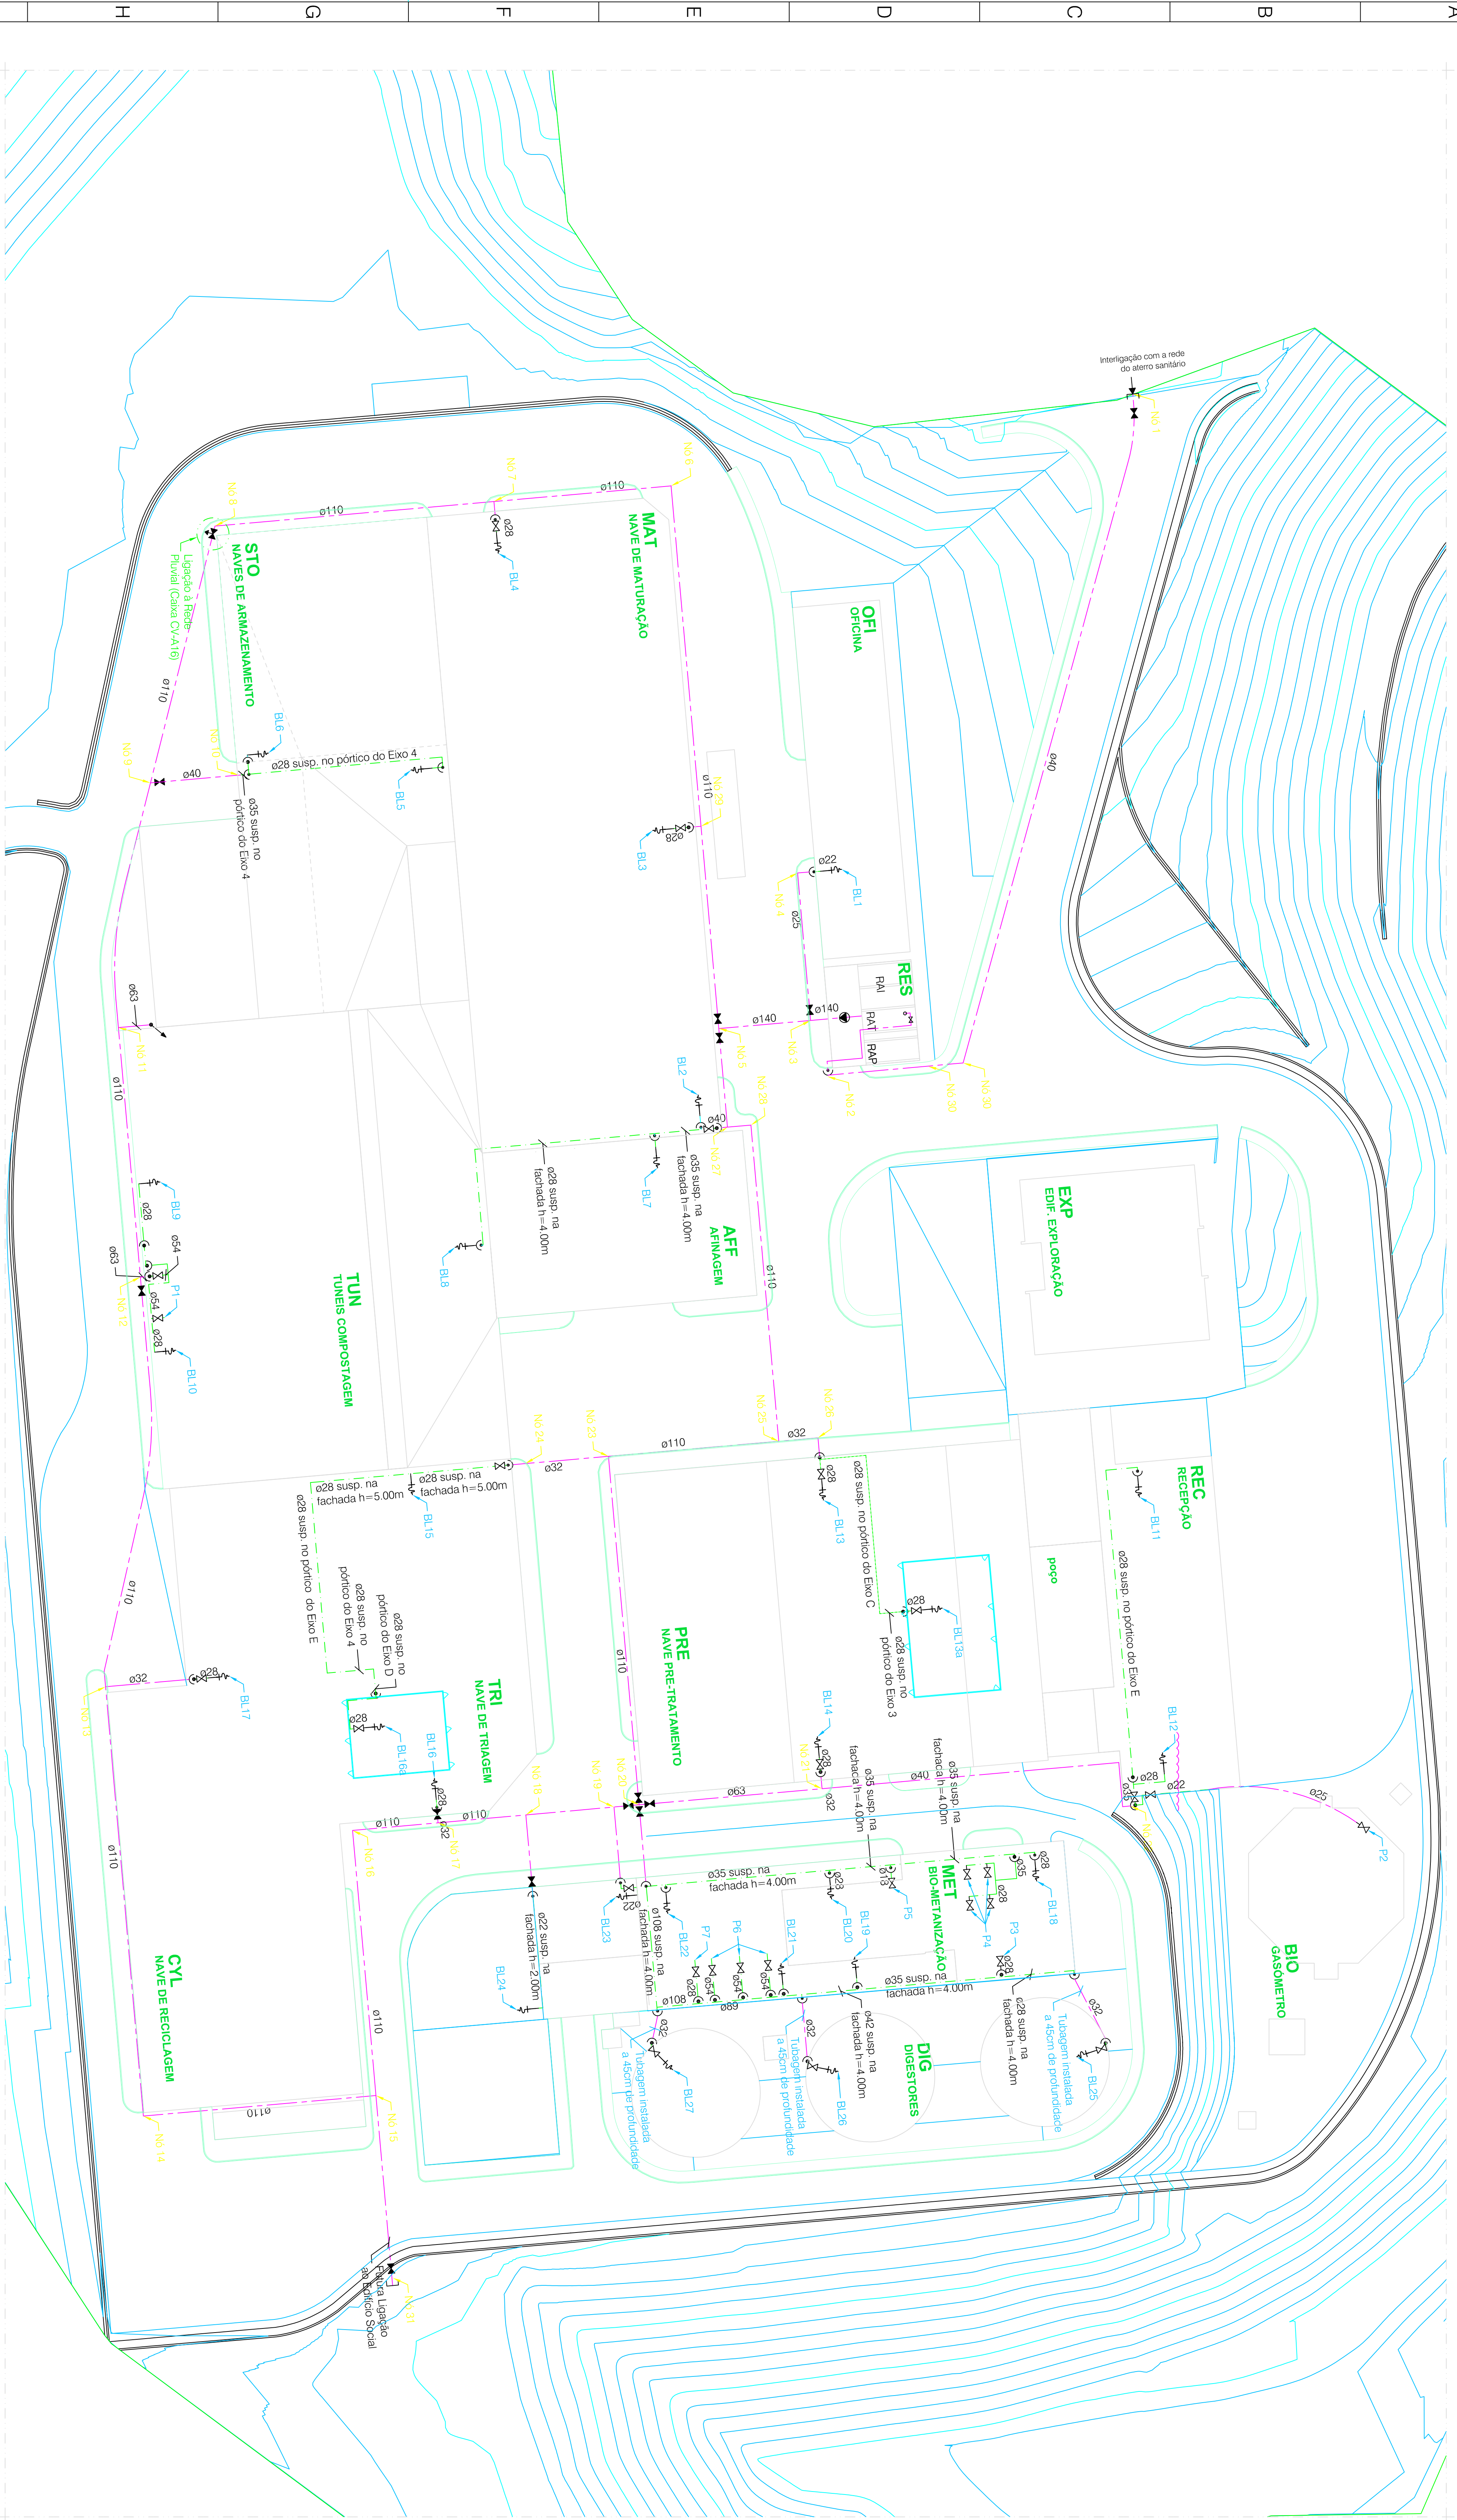 H
G
F
E
D
C
B
A
Interligação com a rede
do aterro sanitário
Nó 1
Nó 6
ø110
Nó 7
ø28
BL4
ø110
Nó 8
MAT
NAVE DE MATURAÇÃO
STO
NAVES DE ARMAZENAMENTO
Ligação à Rede
Pluvial (Caixa CV-A16)
OFI
OFICINA
ø40
ø110
BL6
Nó 10
Nó 9
ø40
ø28 susp. no pórtico do Eixo 4
BL5
ø35 susp. no
pórtico do Eixo 4
ø110
Nó 29
ø28
BL3
ø22
BL1
Nó 4
ø25
RES
RAI
RAT
RAP
ø140
ø140
Nó 3
Nó 5
Nó 2
Nó 30
Nó 30
ø63
Nó 11
ø110
BL2
ø40
Nó 28
Nó 27
ø35 susp. na
fachada h=4.00m
BL7
ø28 susp. na
fachada h=4.00m
BL8
AFF
AFINAGEM
ø110
EXP
EDIF. EXPLORAÇÃO
BL9
ø28
ø54
ø63
P1
Nó 12
ø54
ø28
BL10
TUN
TUNEIS COMPOSTAGEM
Nó 24
Nó 23
ø32
ø110
Nó 25
ø32
Nó 26
ø28
BL13
ø28 susp. no pórtico do Eixo C
REC
RECEPÇÃO
BL11
poço
ø28 susp. no pórtico do Eixo E
ø28 susp. na
fachada h=5.00m
ø28 susp. na
fachada h=5.00m
BL15
ø28 susp. no pórtico do Eixo E
ø28 susp. no
pórtico do Eixo 4
ø28 susp. no
pórtico do Eixo D
ø110
ø28
BL13a
ø28 susp. no
pórtico do Eixo 3
PRE
NAVE PRE-TRATAMENTO
ø110
TRI
NAVE DE TRIAGEM
ø32
ø28
BL17
Nó 13
ø28
BL16a
BL16
ø28
ø32
Nó 17
ø110
ø110
Nó 16
Nó 18
Nó 19
Nó 20
ø63
BL14
ø28
Nó 21
ø32
ø40
BL12
ø28
ø22
ø35
ø25
P2
ø35 susp. na
fachada h=4.00m
ø35 susp. na
fachada h=4.00m
ø35 susp. na
fachada h=4.00m
MET
BIO-METANIZAÇÃO
ø13
P5
ø35
ø28
BL18
ø28
P4
P3
ø28
ø28
BL20
BL19
BL21
BL22
P7
P6
ø22
BL23
ø108 susp. na
fachada h=4.00m
ø22 susp. na
fachada h=2.00m
BL24
ø28
ø54
ø54
ø54
ø108
ø89
ø35 susp. na
fachada h=4.00m
ø42 susp. na
fachada h=4.00m
ø28 susp. na
fachada h=4.00m
BIO
GASÓMETRO
DIG
DIGESTORES
ø32
BL27
Tubagem instalada
a 45cm de profundidade
ø32
BL26
Tubagem instalada
a 45cm de profundidade
ø32
BL25
Tubagem instalada
a 45cm de profundidade
CYL
NAVE DE RECICLAGEM
ø110
ø110
ø110
Nó 14
Nó 15
Futura Ligação
ao Edifício Social
Nó 31